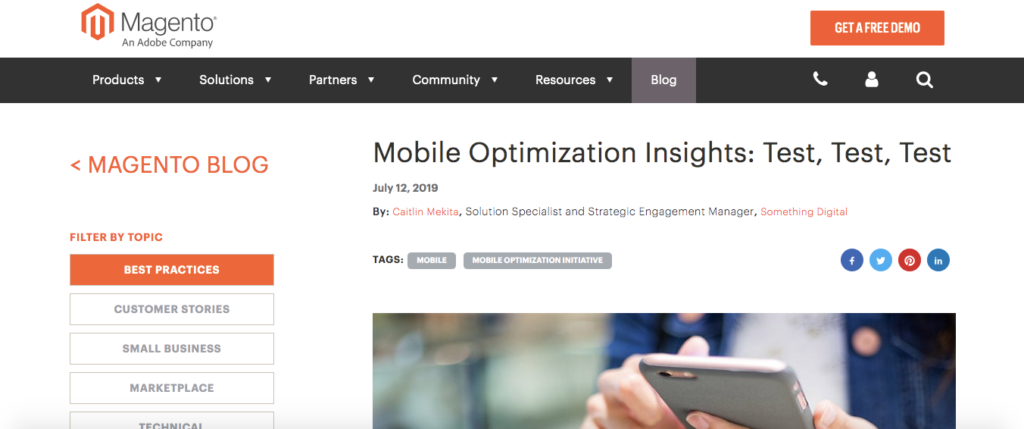 Magento®
An Adobe Company
GET A FREE DEMO
Products ▼ Solutions ▼ Partners ▼ Community ▼ Resources ▼ Blog
< MAGENTO BLOG
FILTER BY TOPIC
BEST PRACTICES
CUSTOMER STORIES
SMALL BUSINESS
MARKETPLACE
TECHNICAL
Mobile Optimization Insights: Test, Test, Test
July 12, 2019
By: Caitlin Mekita, Solution Specialist and Strategic Engagement Manager, Something Digital
TAGS: MOBILE MOBILE OPTIMIZATION INITIATIVE